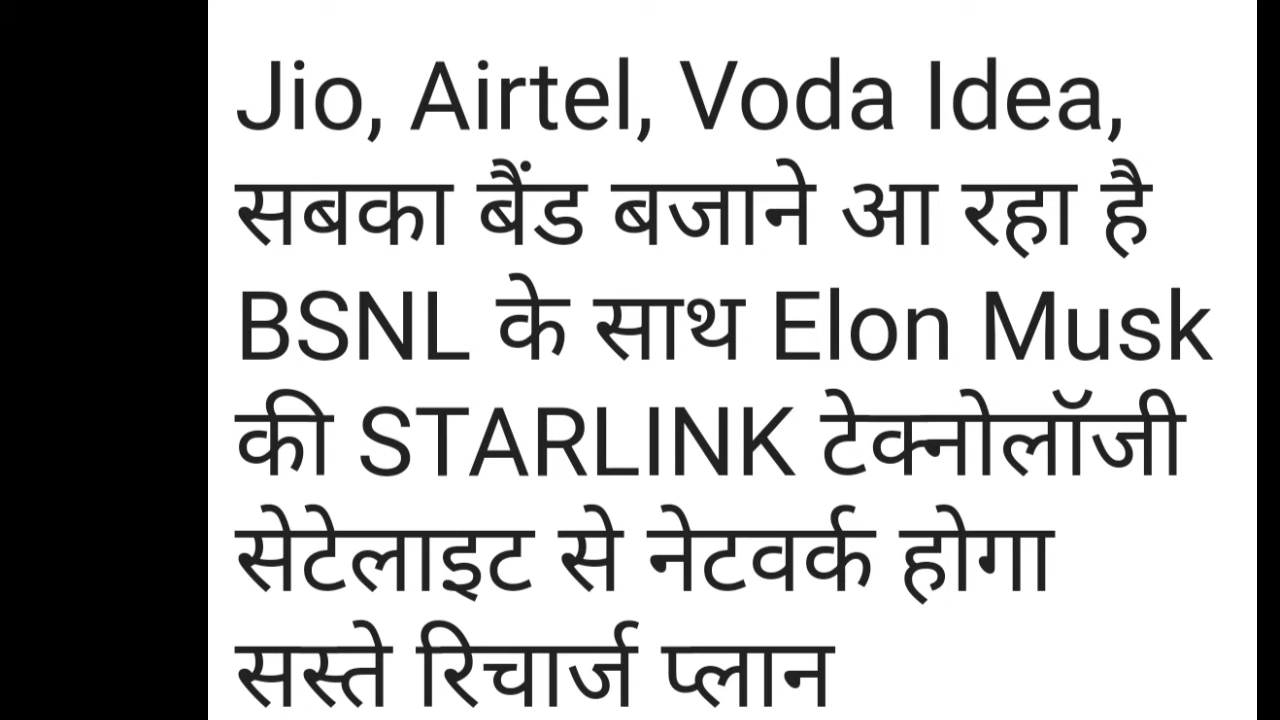 Jio, Airtel, Voda Idea,
सबका बैंड बजाने आ रहा है
BSNL के साथ Elon Musk
की STARLINK टेक्नोलॉजी
सेटेलाइट से नेटवर्क होगा
सस्ते रिचार्ज प्लान